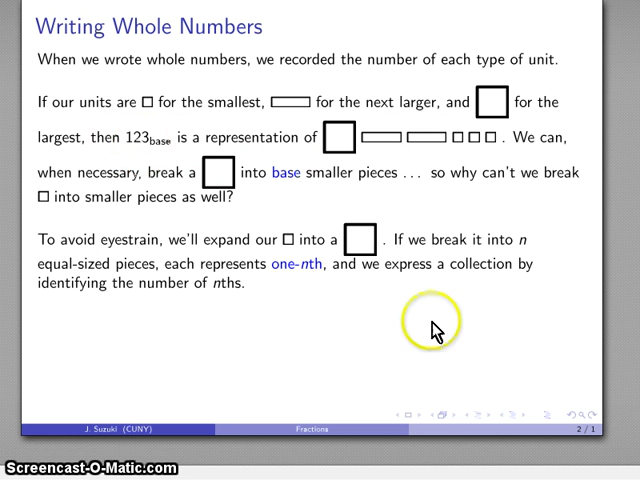 Writing Whole Numbers
When we wrote whole numbers, we recorded the number of each type of unit.
If our units are for the smallest, for the next larger, and for the
largest, then 123base is a representation of . We can,
when necessary, break a into base smaller pieces . . . so why can't we break
into smaller pieces as well?
To avoid eyestrain, we'll expand our into a . If we break it into n
equal-sized pieces, each represents one-nth, and we express a collection by
identifying the number of nths.
J. Suzuki (CUNY) Fractions 2 / 1
Screencast-O-Matic.com